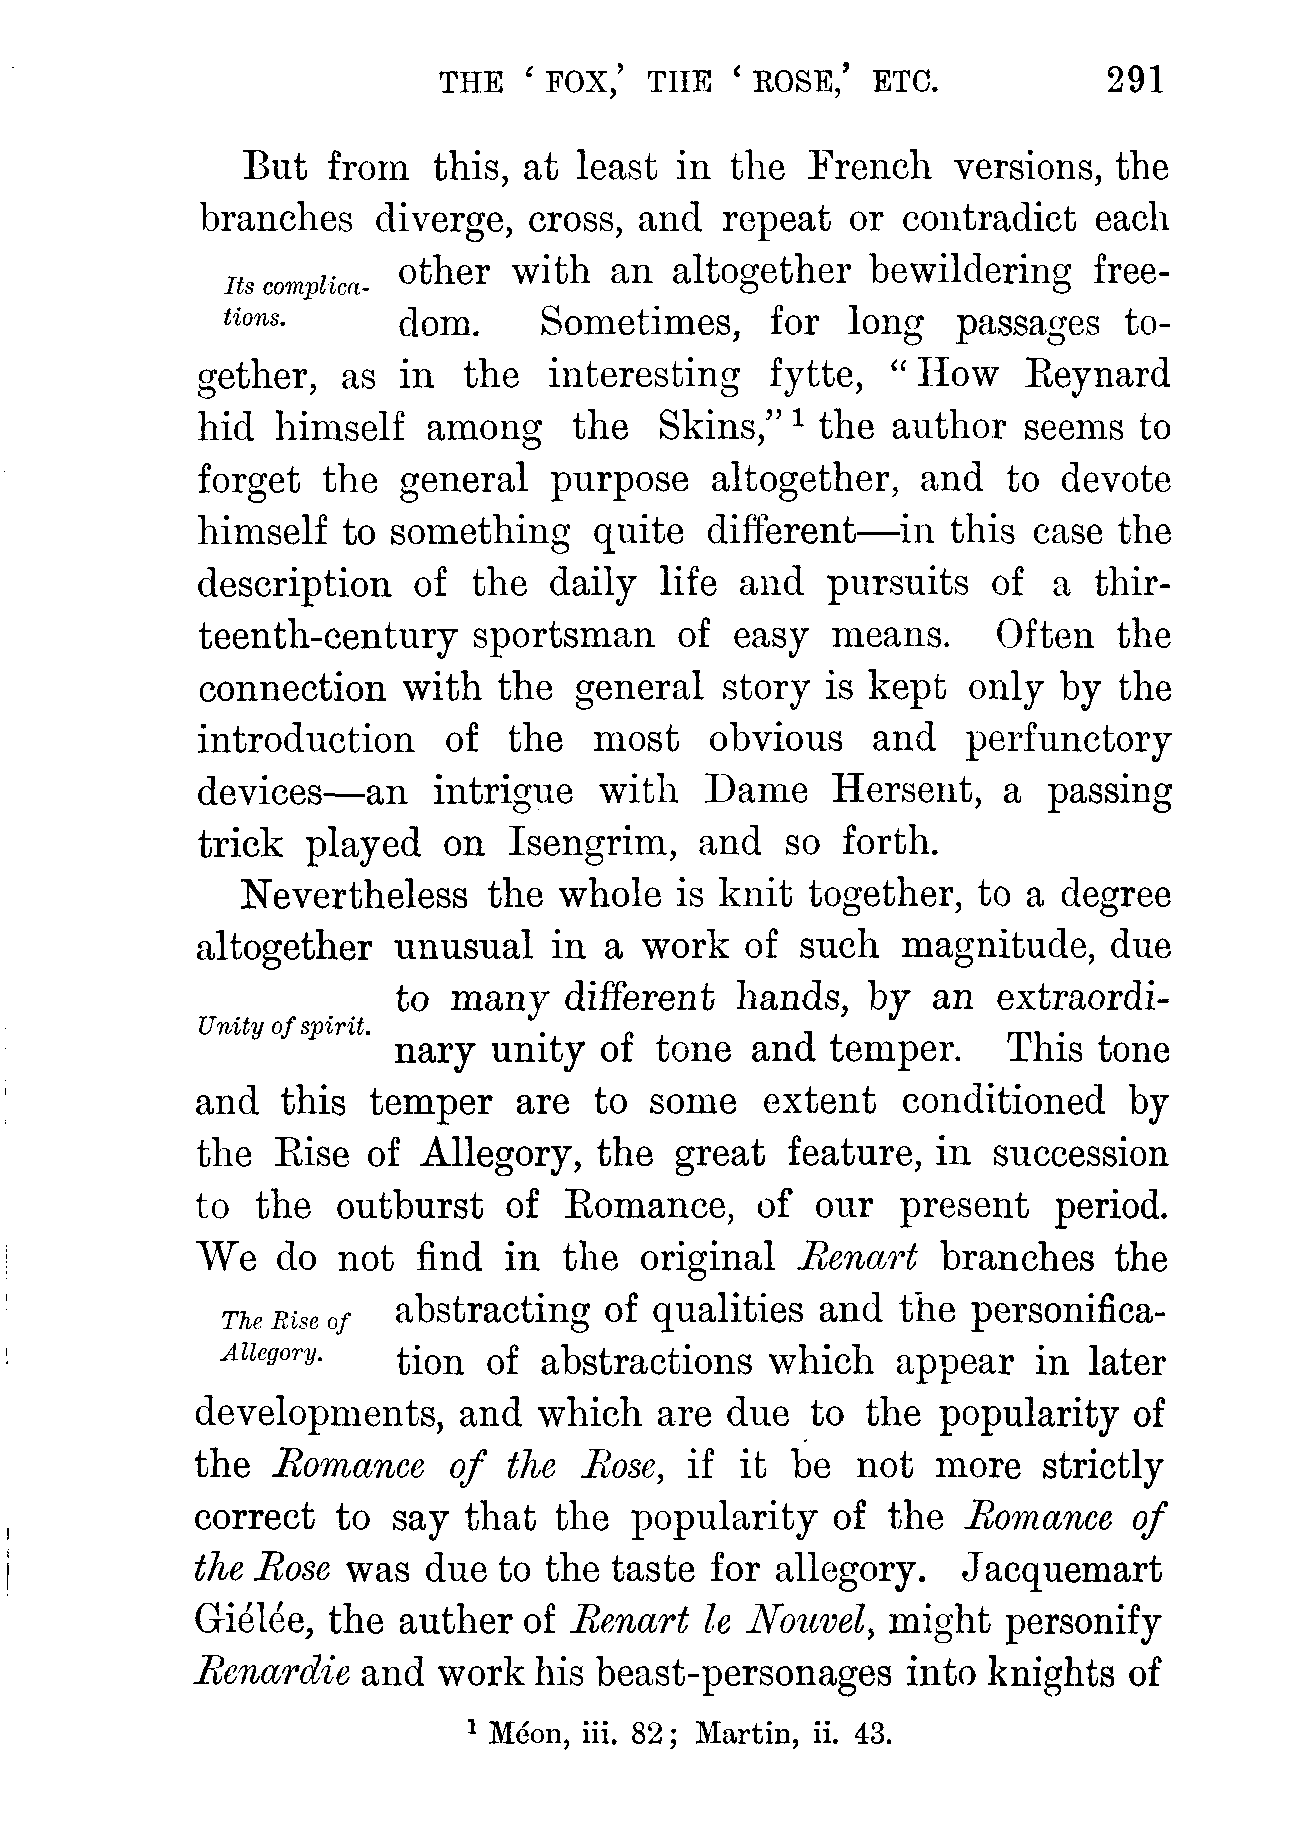 THE ‘ FOX,’ THE ‘ ROSE,’ ETC. 291
But from this, at least in the French versions, the
branches diverge, cross, and repeat or contradict each
Its complica-
tions.
other with an altogether bewildering free-
dom. Sometimes, for long passages to-
gether, as in the interesting fytte, “ How Reynard
hid himself among the Skins,” ¹ the author seems to
forget the general purpose altogether, and to devote
himself to something quite different—in this case the
description of the daily life and pursuits of a thir-
teenth-century sportsman of easy means. Often the
connection with the general story is kept only by the
introduction of the most obvious and perfunctory
devices—an intrigue with Dame Hersent, a passing
trick played on Isengrim, and so forth.
Nevertheless the whole is knit together, to a degree
altogether unusual in a work of such magnitude, due
Unity of spirit.
to many different hands, by an extraordi-
nary unity of tone and temper. This tone
and this temper are to some extent conditioned by
the Rise of Allegory, the great feature, in succession
to the outburst of Romance, of our present period.
We do not find in the original Renart branches the
The Rise of
Allegory.
abstracting of qualities and the personifica-
tion of abstractions which appear in later
developments, and which are due to the popularity of
the Romance of the Rose, if it be not more strictly
correct to say that the popularity of the Romance of
the Rose was due to the taste for allegory. Jacquemart
Giélée, the auther of Renart le Nouvel, might personify
Renardie and work his beast-personages into knights of
¹ Méon, iii. 82; Martin, ii. 43.